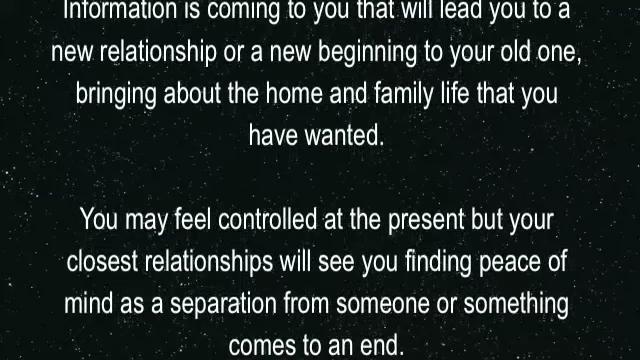 Information is coming to you that will lead you to a
new relationship or a new beginning to your old one,
bringing about the home and family life that you
have wanted.
You may feel controlled at the present but your
closest relationships will see you finding peace of
mind as a separation from someone or something
comes to an end.